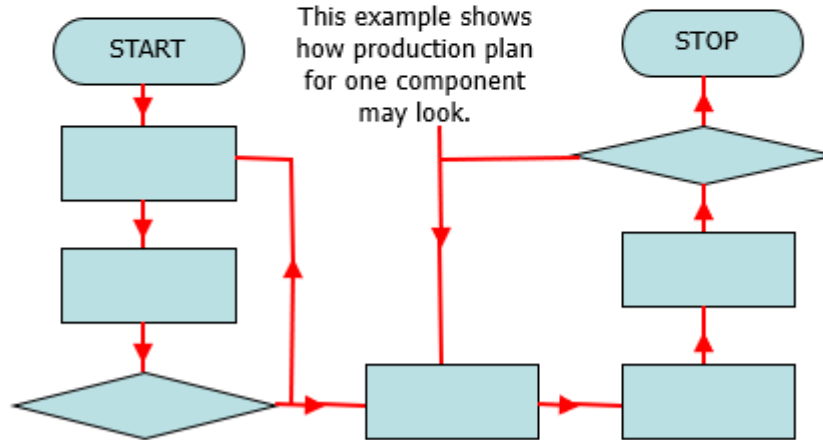 START
This example shows
how production plan
for one component
may look.
STOP